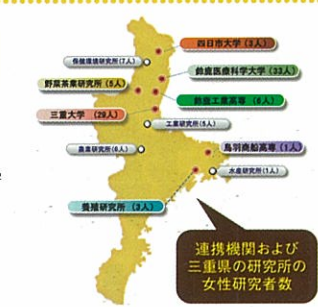 四日市大学(3人)
保健環境研究所(7人)
鈴鹿医療科学大学(33人)
野菜茶業研究所(5人)
鈴鹿工業高専(6人)
三重大学(29人)
工業研究所(5人)
農業研究所(6人)
鳥羽商船高専(1人)
水産研究所(1人)
養殖研究所(3人)
連携機関および
三重県の研究所の
女性研究者数